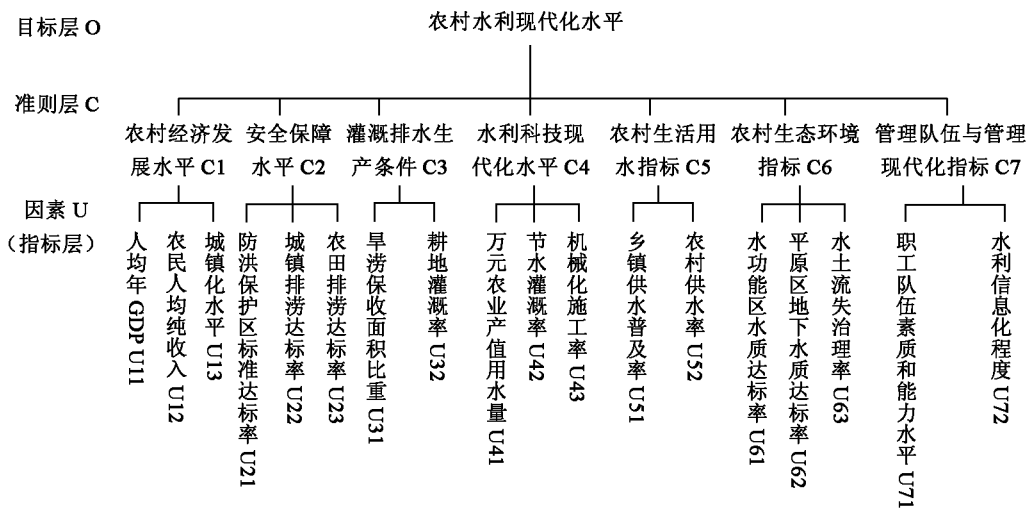 目标层 O
农村水利现代化水平
准则层 C
农村经济发
展水平 C1
安全保障
水平 C2
灌溉排水生
产条件 C3
水利科技现
代化水平 C4
农村生活用
水指标 C5
农村生态环境
指标 C6
管理队伍与管理
现代化指标 C7
因素 U
（指标层）
人均年 GDP U11
农民人均纯收入 U12
城镇化水平 U13
防洪保护区标准达标率 U21
城镇排涝达标率 U22
农田排涝达标率 U23
旱涝保收面积比重 U31
耕地灌溉率 U32
万元农业产值用水量 U41
节水灌溉率 U42
机械化施工率 U43
乡镇供水普及率 U51
农村供水率 U52
水功能区水质达标率 U61
平原区地下水质达标率 U62
水土流失治理率 U63
职工队伍素质和能力水平 U71
水利信息化程度 U72